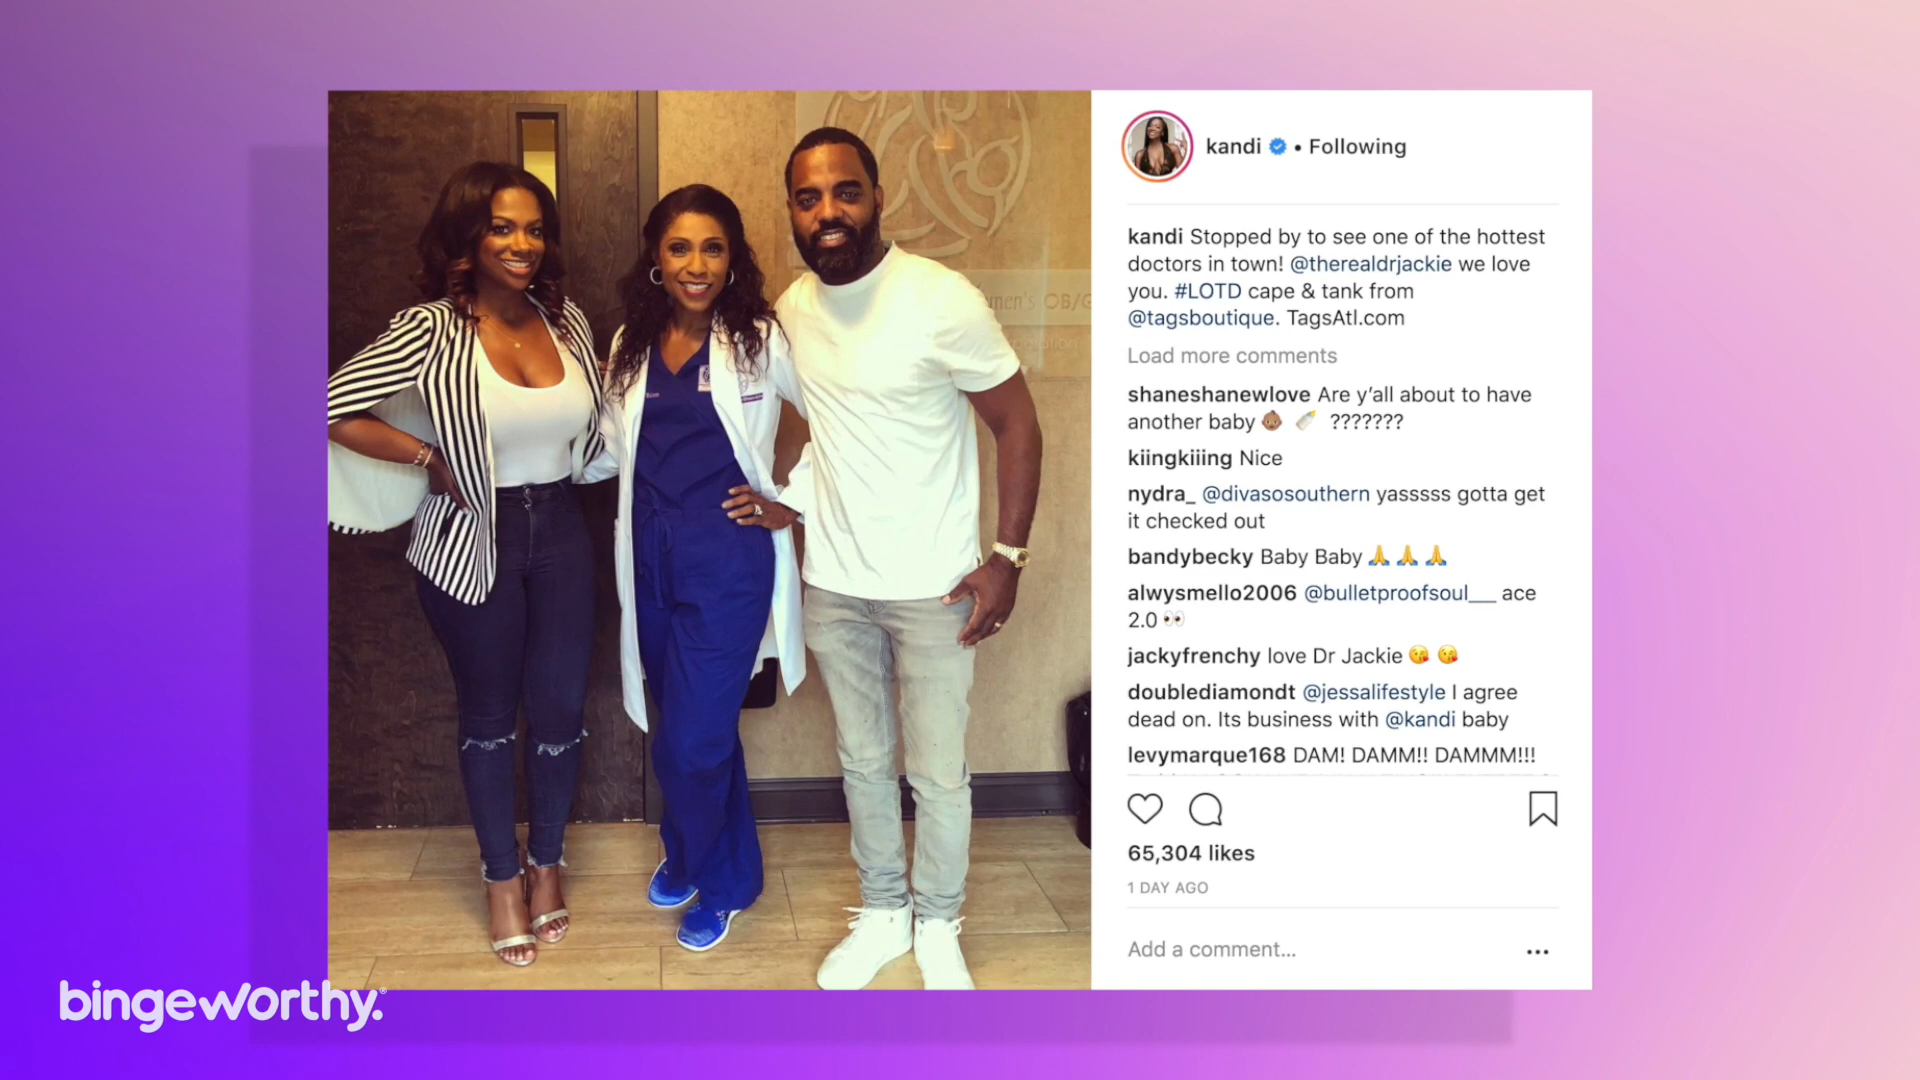 men's OB/G
kandi • Following
kandi Stopped by to see one of the hottest
doctors in town! @therealdrjackie we love
you. #LOTD cape & tank from
@tagsboutique. TagsAtl.com
Load more comments
shaneshanewlove Are y'all about to have
another baby 👶🏽 🍼 ???????
kiingkiiing Nice
nydra_ @divasosouthern yasssss gotta get
it checked out
bandybecky Baby Baby 🙏 🙏 🙏
alwysmello2006 @bulletproofsoul___ ace
2.0 👀
jackyfrenchy love Dr Jackie 😘 😘
doublediamondt @jessalifestyle I agree
dead on. Its business with @kandi baby
levymarque168 DAM! DAMM!! DAMMM!!!
65,304 likes
1 DAY AGO
Add a comment...
bingeworthy.®